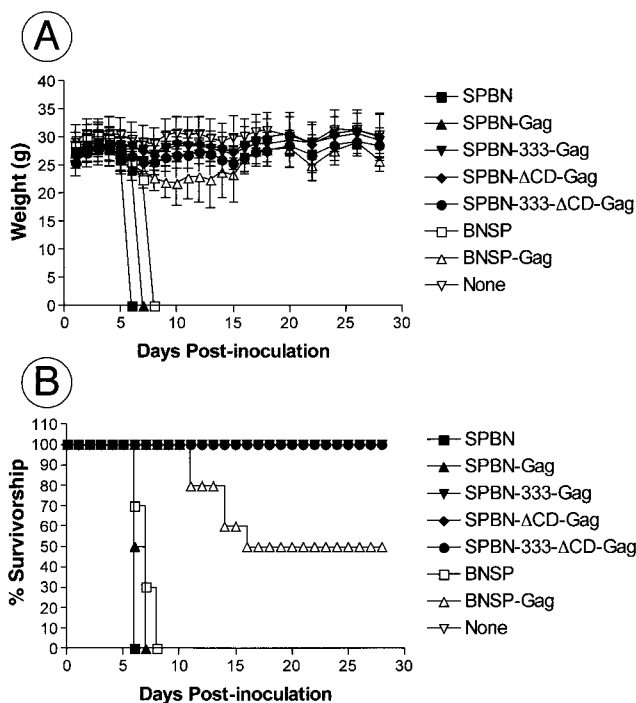 A
40
35
30
25
20
15
10
5
0
Weight (g)
0 5 10 15 20 25 30
Days Post-inoculation
SPBN
SPBN-Gag
SPBN-333-Gag
SPBN-ΔCD-Gag
SPBN-333-ΔCD-Gag
BNSP
BNSP-Gag
None
B
110
100
90
80
70
60
50
40
30
20
10
0
% Survivorship
0 5 10 15 20 25 30
Days Post-inoculation
SPBN
SPBN-Gag
SPBN-333-Gag
SPBN-ΔCD-Gag
SPBN-333-ΔCD-Gag
BNSP
BNSP-Gag
None